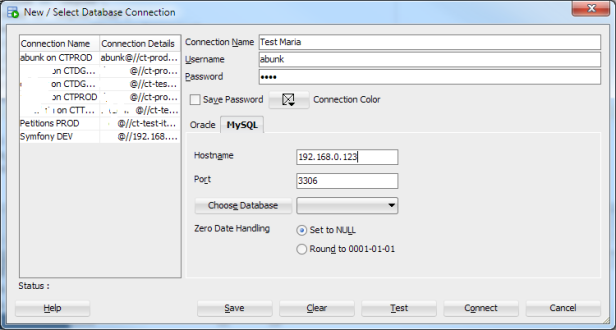 New / Select Database Connection
Connection Name Connection Details
abunk on CTPROD abunk@//ct-prod...
on CTDG... @//ct-pro...
on CTDG... @//ct-tes...
on CTPROD @//ct-pro...
on CTT... @//ct-te...
Petitions PROD @//ct-test-it...
Symfony DEV @//192.168....
Connection Name Test Maria
Username abunk
Password ••••
Save Password Connection Color
Oracle MySQL
Hostname 192.168.0.123
Port 3306
Choose Database
Zero Date Handling Set to NULL
Round to 0001-01-01
Status :
Help Save Clear Test Connect Cancel